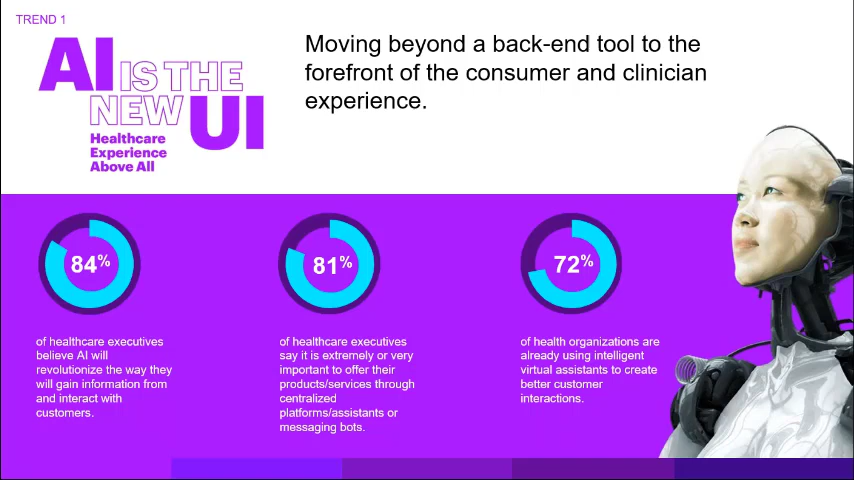 TREND 1
AI IS THE
NEW UI
Healthcare
Experience
Above All
Moving beyond a back-end tool to the
forefront of the consumer and clinician
experience.
84%
of healthcare executives
believe AI will
revolutionize the way they
will gain information from
and interact with
customers.
81%
of healthcare executives
say it is extremely or very
important to offer their
products/services through
centralized
platforms/assistants or
messaging bots.
72%
of health organizations are
already using intelligent
virtual assistants to create
better customer
interactions.